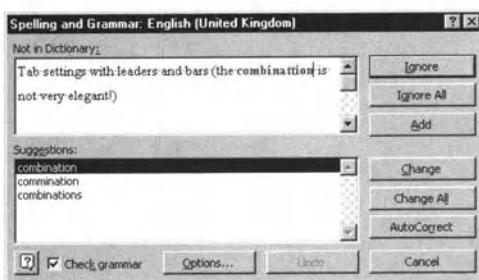 Spelling and Grammar: English (United Kingdom)
Not in Dictionary:
Tab settings with leaders and bars (the combinattion is
not very elegant!)
Ignore
Ignore All
Add
Suggestions:
combination
commination
combinations
Change
Change All
AutoCorrect
Check grammar
Options...
Undo
Cancel